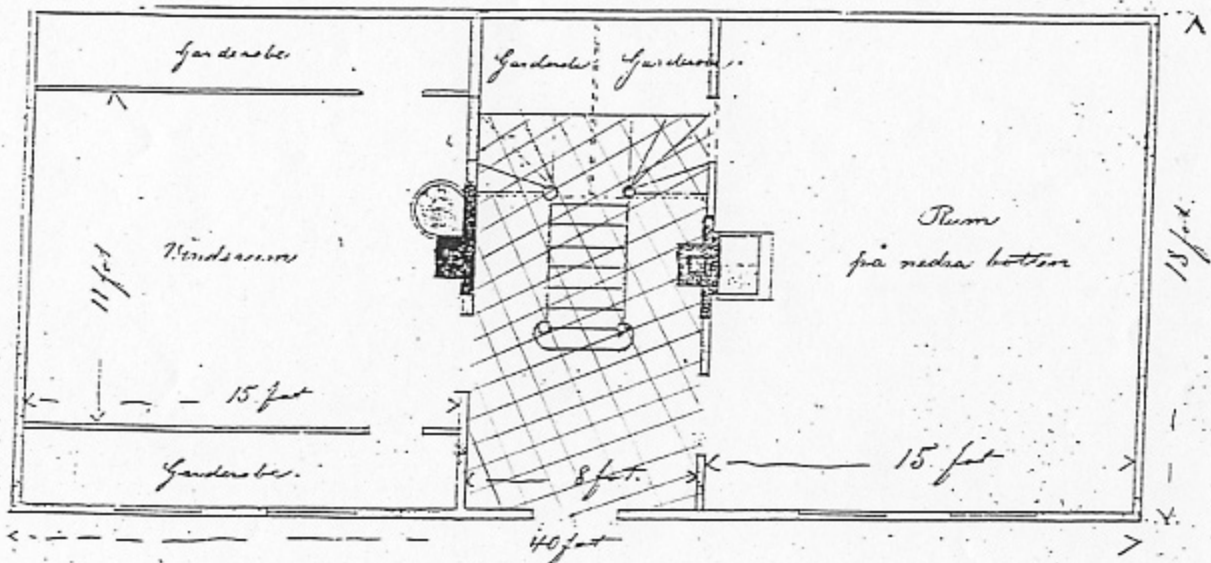 Garderobe
Garderobe Garderobe
Vindsrum
11 fot
Rum
på nedra botten
15 fot.
15 fot
Garderobe
8 fot.
15 fot
40 fot